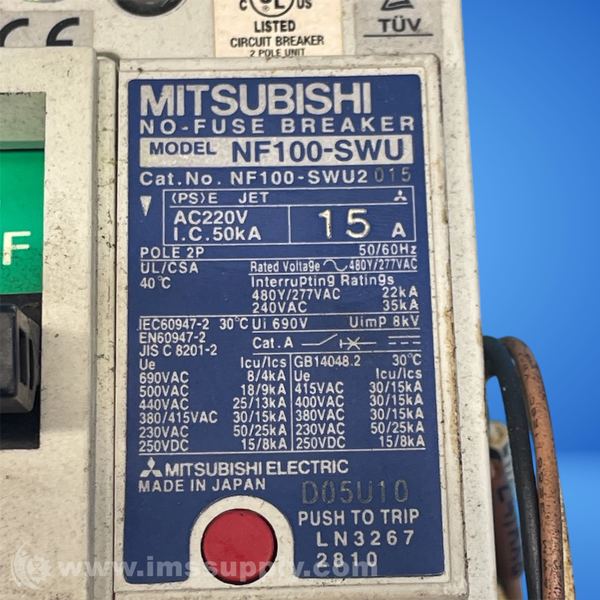 c UL us
LISTED
CIRCUIT BREAKER
2 POLE UNIT
TÜV
CE
MITSUBISHI
NO-FUSE BREAKER
MODEL NF100-SWU
Cat.No. NF100-SWU2 015
(PS)E JET
AC220V
I.C.50kA
15 A
POLE 2P 50/60Hz
UL/CSA Rated Voltage 480Y/277VAC
40℃ Interrupting Ratings
480Y/277VAC 22kA
240VAC 35kA
IEC60947-2 30℃ Ui 690V Uimp 8kV
EN60947-2 Cat. A
JIS C 8201-2
Ue Icu/Ics GB14048.2 30℃
690VAC 8/4kA Ue Icu/Ics
500VAC 18/9kA 415VAC 30/15kA
440VAC 25/13kA 400VAC 30/15kA
380/415VAC 30/15kA 380VAC 30/15kA
230VAC 50/25kA 230VAC 50/25kA
250VDC 15/8kA 250VDC 15/8kA
MITSUBISHI ELECTRIC
MADE IN JAPAN D05U10
PUSH TO TRIP
LN3267
2810
F
www.imssupply.com